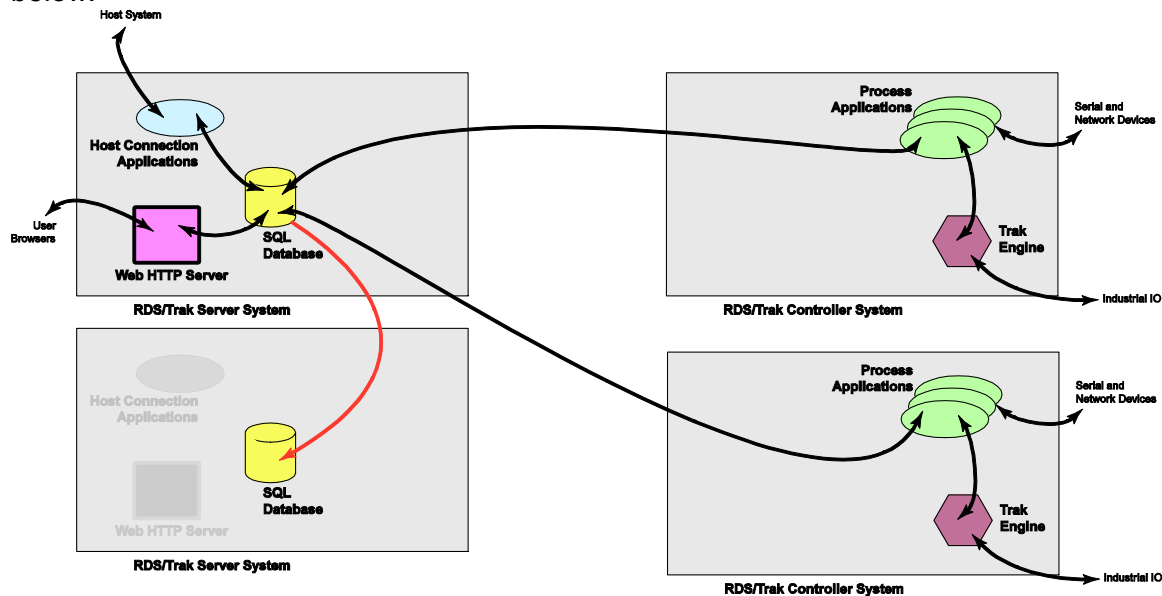 below.
Host System
Host Connection
Applications
User
Browsers
Web HTTP Server
SQL
Database
RDS/Trak Server System
Process
Applications
Serial and
Network Devices
Trak
Engine
Industrial IO
RDS/Trak Controller System
Host Connection
Applications
Web HTTP Server
SQL
Database
RDS/Trak Server System
Process
Applications
Serial and
Network Devices
Trak
Engine
Industrial IO
RDS/Trak Controller System